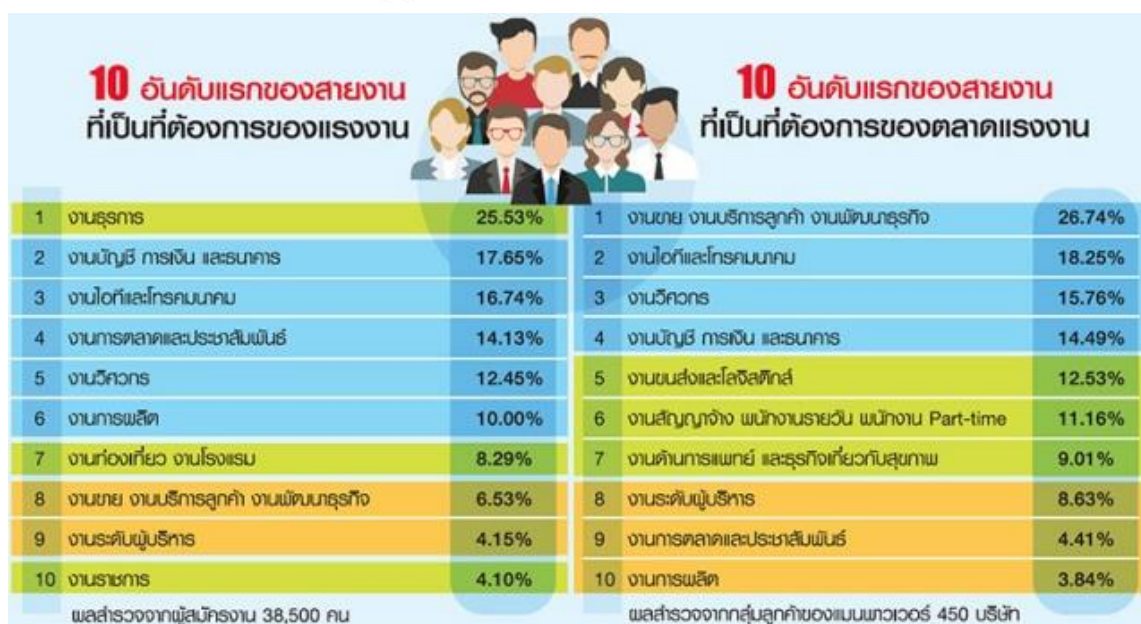 10 อันดับแรกของสายงาน
ที่เป็นที่ต้องการของแรงงาน
1 งานธุรการ 25.53%
2 งานบัญชี การเงิน และธนาคาร 17.65%
3 งานไอทีและโทรคมนาคม 16.74%
4 งานการตลาดและประชาสัมพันธ์ 14.13%
5 งานวิศวกร 12.45%
6 งานการผลิต 10.00%
7 งานท่องเที่ยว งานโรงแรม 8.29%
8 งานขาย งานบริการลูกค้า งานพัฒนาธุรกิจ 6.53%
9 งานระดับผู้บริหาร 4.15%
10 งานราชการ 4.10%
ผลสำรวจจากผู้สมัครงาน 38,500 คน
10 อันดับแรกของสายงาน
ที่เป็นที่ต้องการของตลาดแรงงาน
1 งานขาย งานบริการลูกค้า งานพัฒนาธุรกิจ 26.74%
2 งานไอทีและโทรคมนาคม 18.25%
3 งานวิศวกร 15.76%
4 งานบัญชี การเงิน และธนาคาร 14.49%
5 งานขนส่งและโลจิสติกส์ 12.53%
6 งานสัญญาจ้าง พนักงานรายวัน พนักงาน Part-time 11.16%
7 งานด้านการแพทย์ และธุรกิจเกี่ยวกับสุขภาพ 9.01%
8 งานระดับผู้บริหาร 8.63%
9 งานการตลาดและประชาสัมพันธ์ 4.41%
10 งานการผลิต 3.84%
ผลสำรวจจากกลุ่มลูกค้าของแมนพาวเวอร์ 450 บริษัท